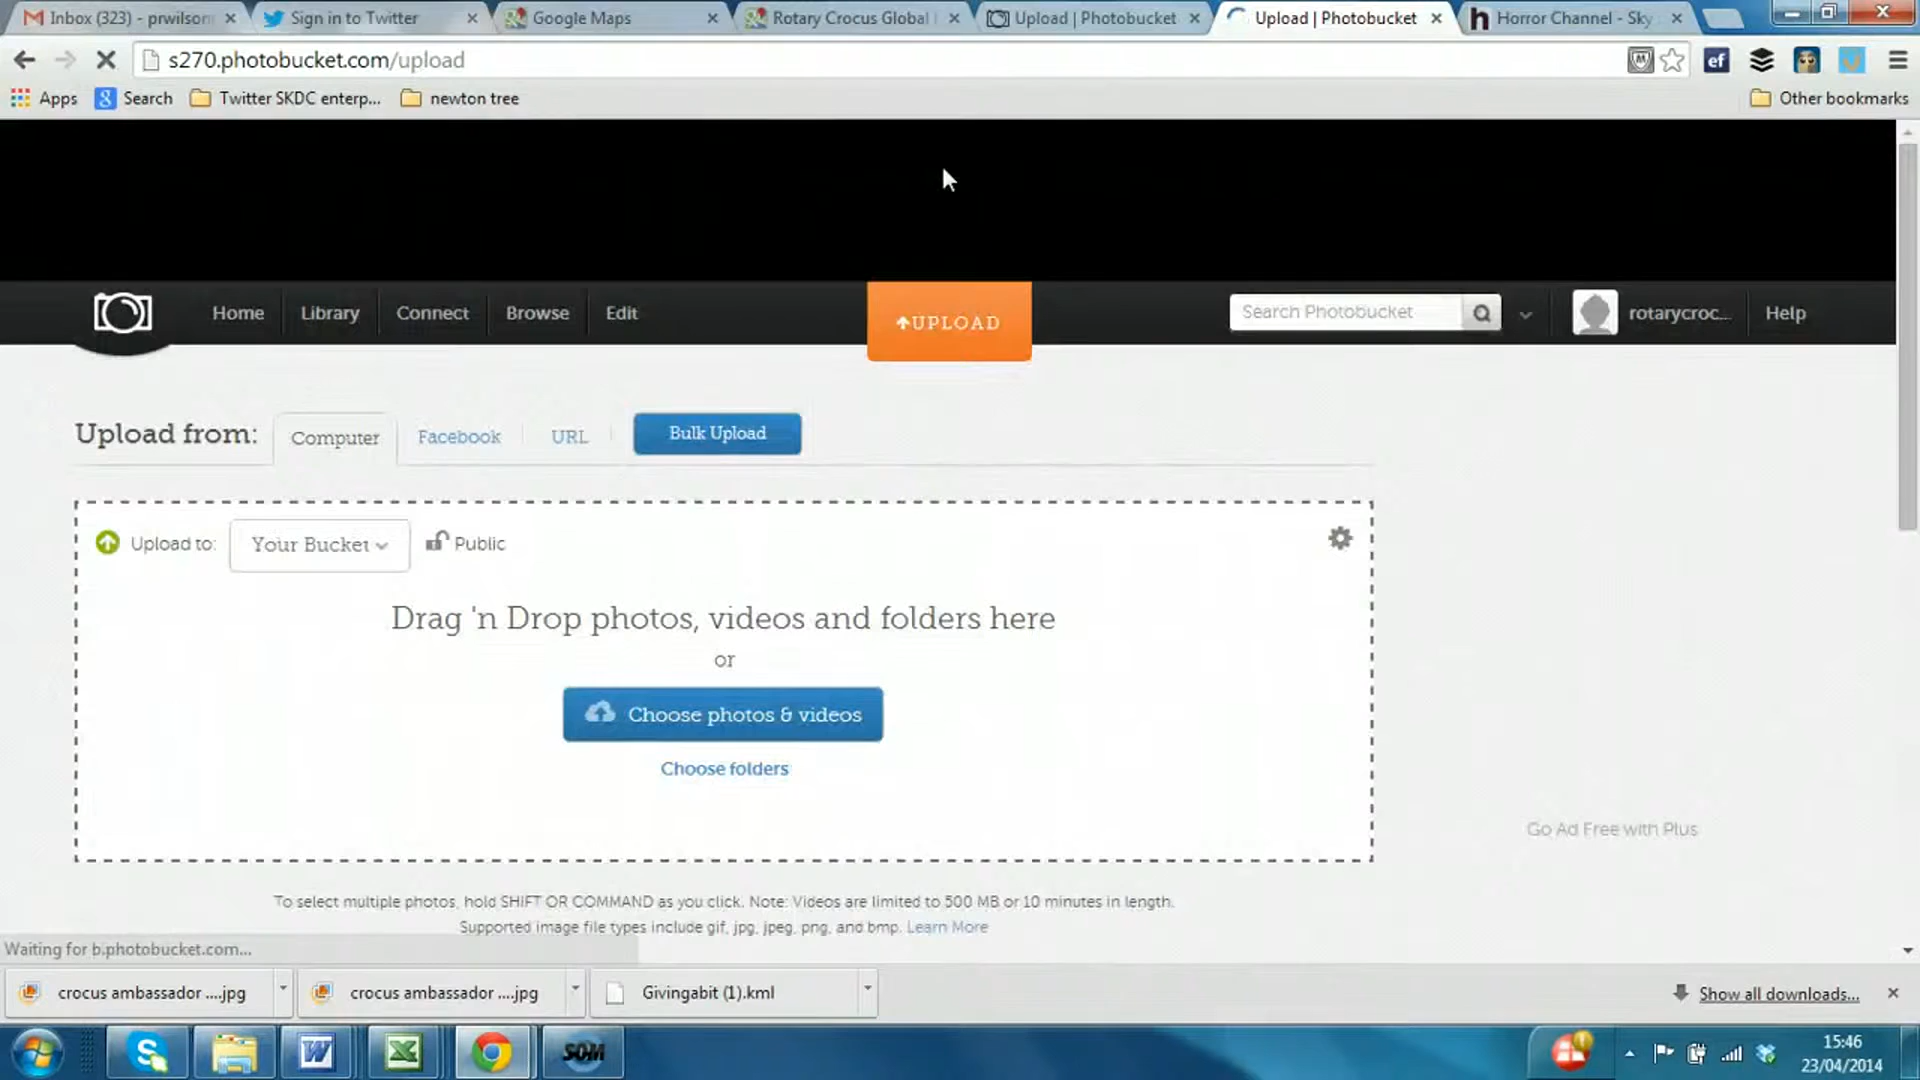 Inbox (323) - prwilson
Sign in to Twitter
Google Maps
Rotary Crocus Global
Upload | Photobucket
Upload | Photobucket
Horror Channel - Sky
s270.photobucket.com/upload
ef
Apps
Search
Twitter SKDC enterp...
newton tree
Other bookmarks
Home
Library
Connect
Browse
Edit
UPLOAD
Search Photobucket
rotarycroc...
Help
Upload from:
Computer
Facebook
URL
Bulk Upload
Upload to:
Your Bucket
Public
Drag 'n Drop photos, videos and folders here
or
Choose photos & videos
Choose folders
Go Ad Free with Plus
To select multiple photos, hold SHIFT OR COMMAND as you click. Note: Videos are limited to 500 MB or 10 minutes in length.
Supported image file types include gif, jpg, jpeg, png, and bmp. Learn More
Waiting for b.photobucket.com...
crocus ambassador ....jpg
crocus ambassador ....jpg
Givingabit (1).kml
Show all downloads...
SOM
15:46
23/04/2014